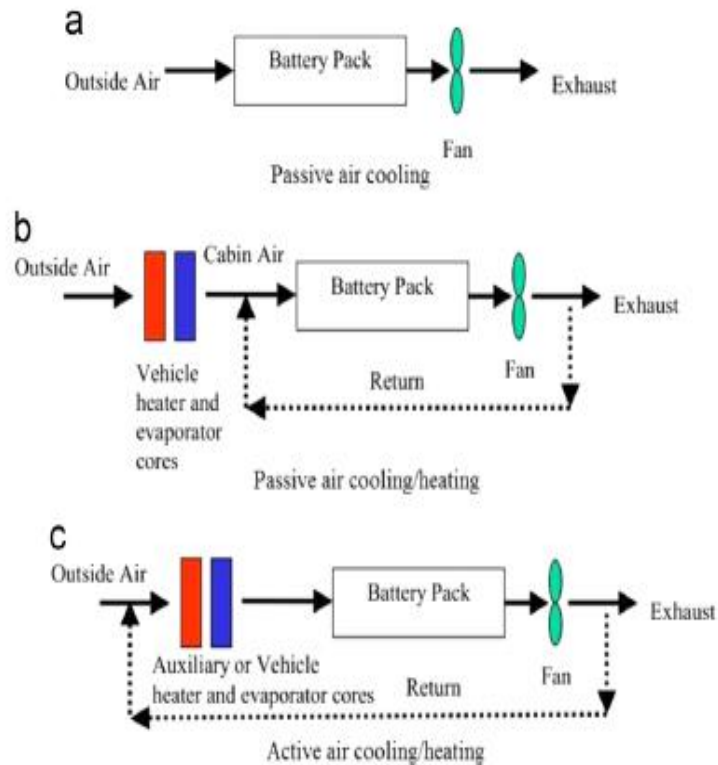 a
Outside Air
Battery Pack
Exhaust
Fan
Passive air cooling
b
Outside Air
Cabin Air
Battery Pack
Exhaust
Vehicle
heater and
evaporator
cores
Return
Fan
Passive air cooling/heating
c
Outside Air
Battery Pack
Exhaust
Auxiliary or Vehicle
heater and evaporator cores
Return
Fan
Active air cooling/heating